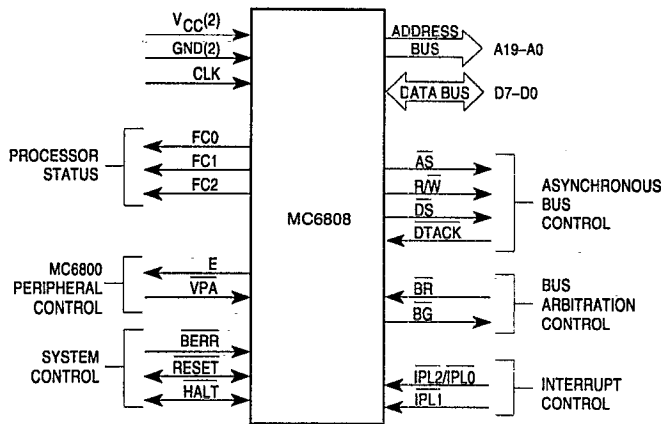 VCC(2)
GND(2)
CLK
PROCESSOR
STATUS
FC0
FC1
FC2
MC6800
PERIPHERAL
CONTROL
E
VPA
SYSTEM
CONTROL
BERR
RESET
HALT
MC6808
ADDRESS
BUS
A19-A0
DATA BUS
D7-D0
AS
R/W
DS
DTACK
ASYNCHRONOUS
BUS
CONTROL
BR
BG
BUS
ARBITRATION
CONTROL
IPL2/IPL0
IPL1
INTERRUPT
CONTROL